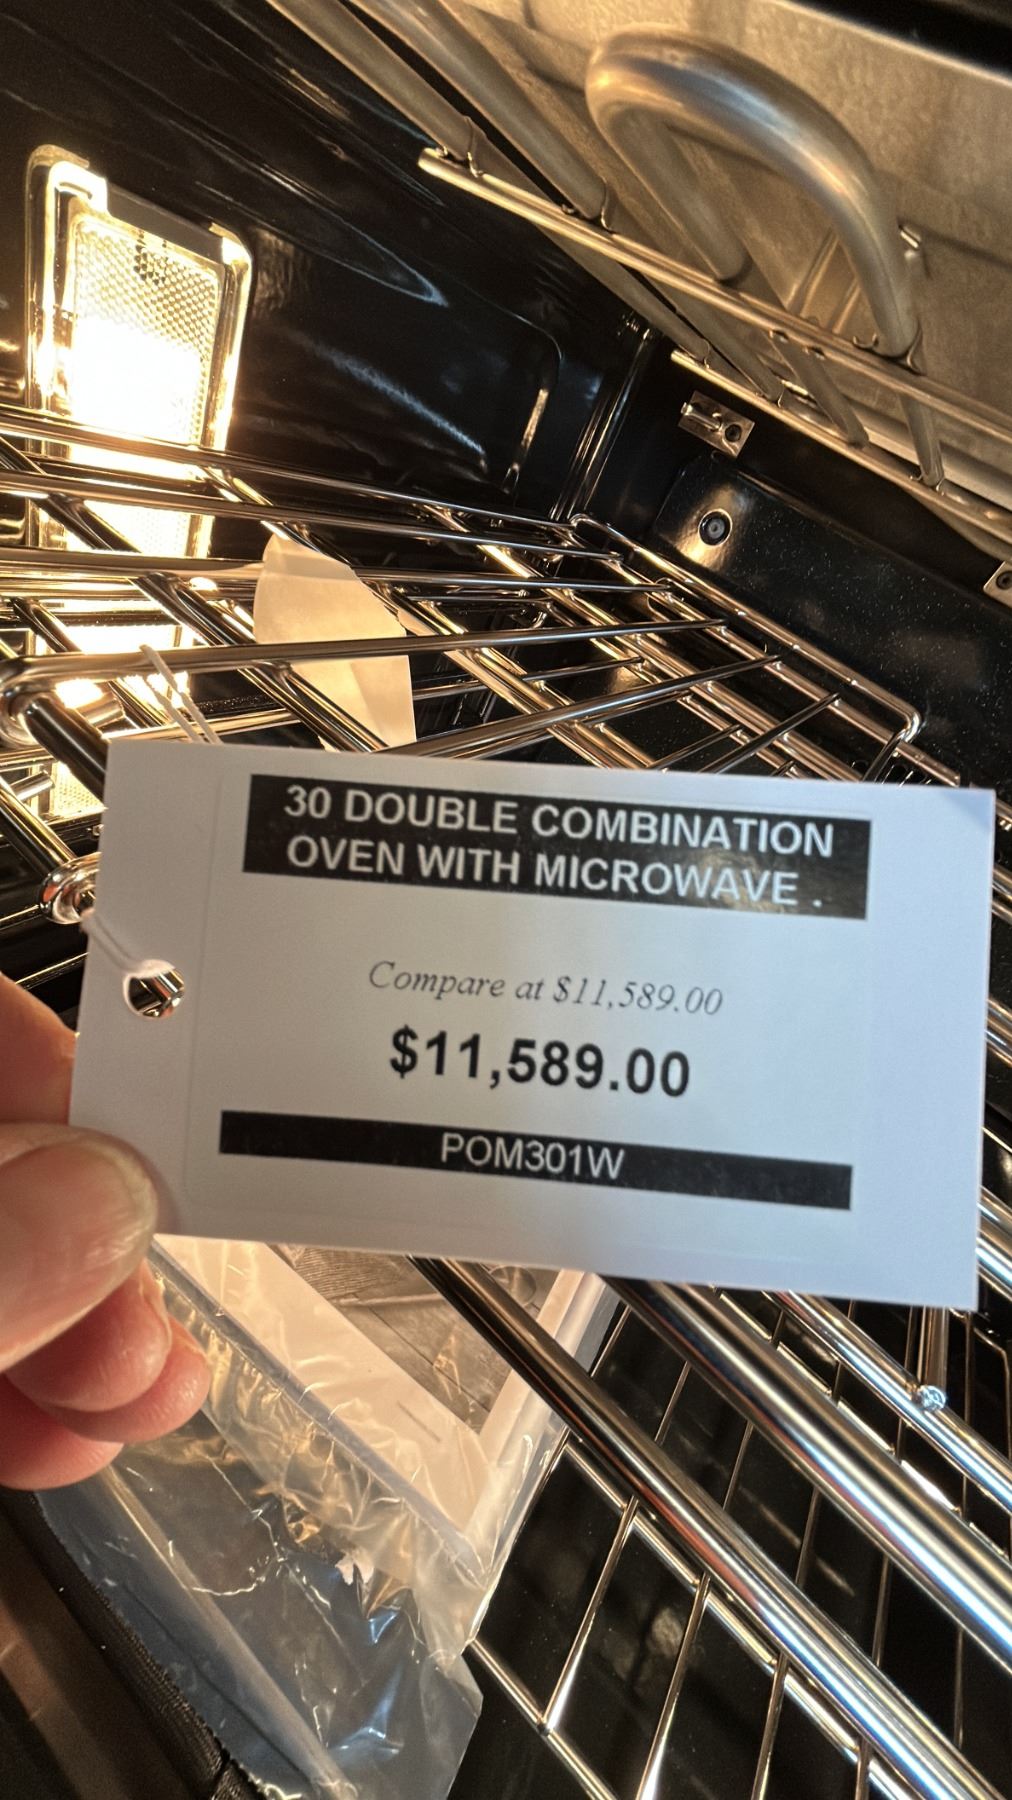 30 DOUBLE COMBINATION
OVEN WITH MICROWAVE .
Compare at $11,589.00
$11,589.00
POM301W